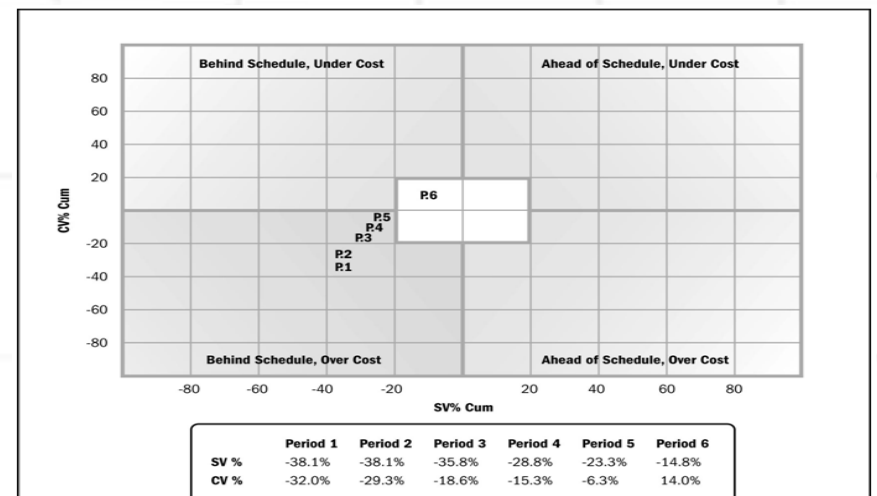 Behind Schedule, Under Cost Ahead of Schedule, Under Cost
80
60
40
20
P.6
CV% Cum
P.5
P.4
P.3
-20
P.2
P.1
-40
-60
-80
Behind Schedule, Over Cost Ahead of Schedule, Over Cost
-80 -60 -40 -20 20 40 60 80
SV% Cum
Period 1 Period 2 Period 3 Period 4 Period 5 Period 6
SV % -38.1% -38.1% -35.8% -28.8% -23.3% -14.8%
CV % -32.0% -29.3% -18.6% -15.3% -6.3% 14.0%